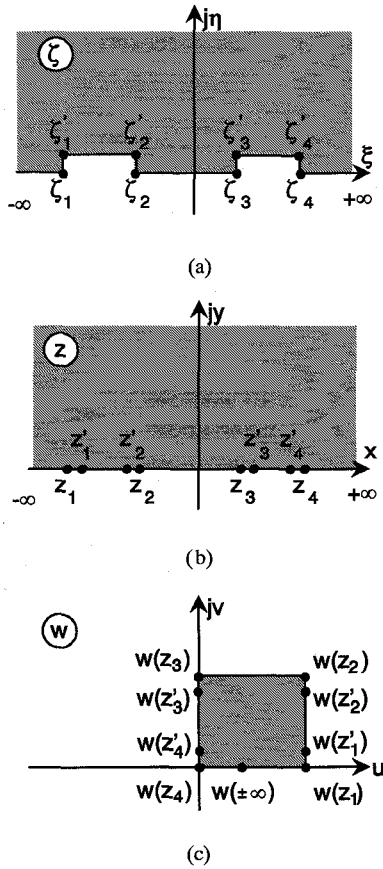 jη
ζ
ζ'1 ζ'2 ζ'3 ζ'4 ξ
-∞ ζ1 ζ2 ζ3 ζ4 +∞
(a)
jy
z
z'1 z'2 z'3 z'4 x
-∞ z1 z2 z3 z4 +∞
(b)
jv
w
w(z3) w(z2)
w(z'3) w(z'2)
w(z'4) w(z'1)
u
w(z4) w(±∞) w(z1)
(c)